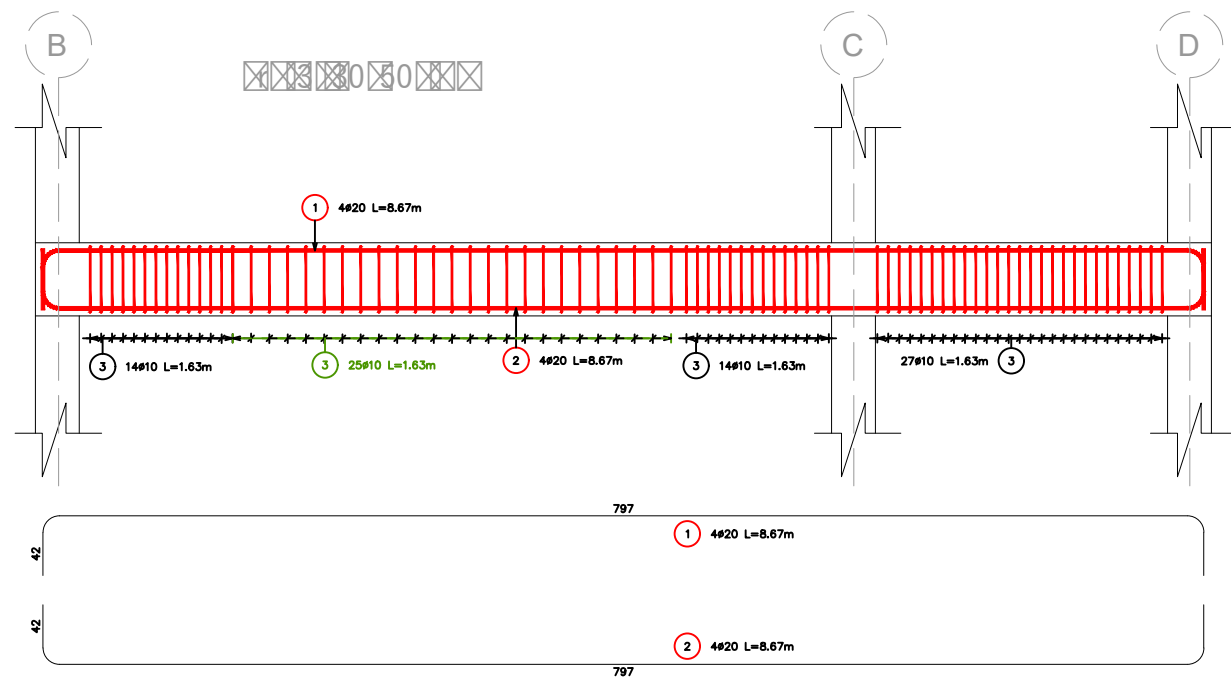 B
C
D
1 4ø20 L=8.67m
3 14ø10 L=1.63m
3 25ø10 L=1.63m
2 4ø20 L=8.67m
3 14ø10 L=1.63m
27ø10 L=1.63m 3
797
1 4ø20 L=8.67m
42
42
2 4ø20 L=8.67m
797